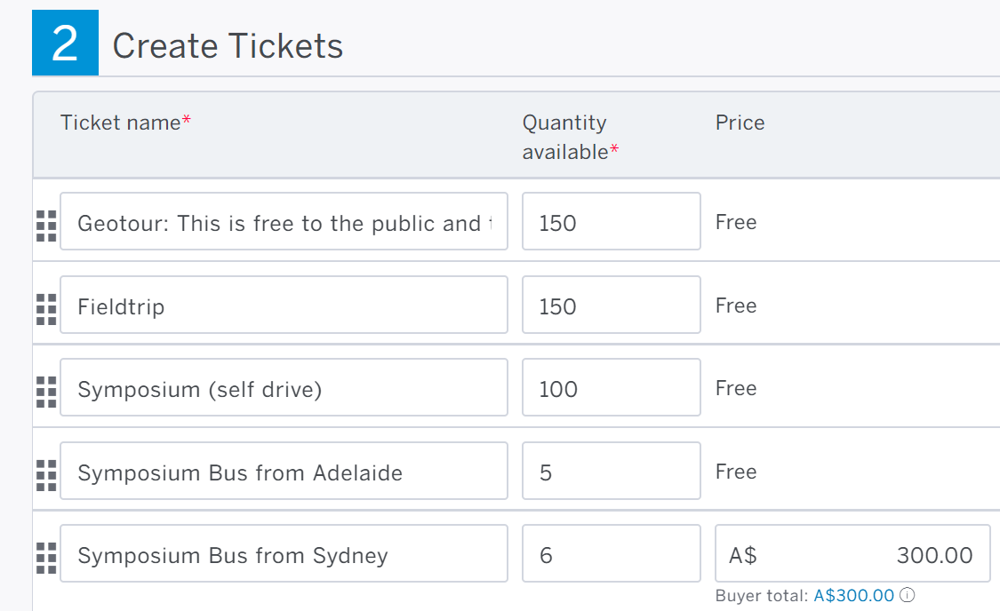 2 Create Tickets
Ticket name* Quantity available* Price
Geotour: This is free to the public and 150 Free
Fieldtrip 150 Free
Symposium (self drive) 100 Free
Symposium Bus from Adelaide 5 Free
Symposium Bus from Sydney 6 A$ 300.00
Buyer total: A$300.00